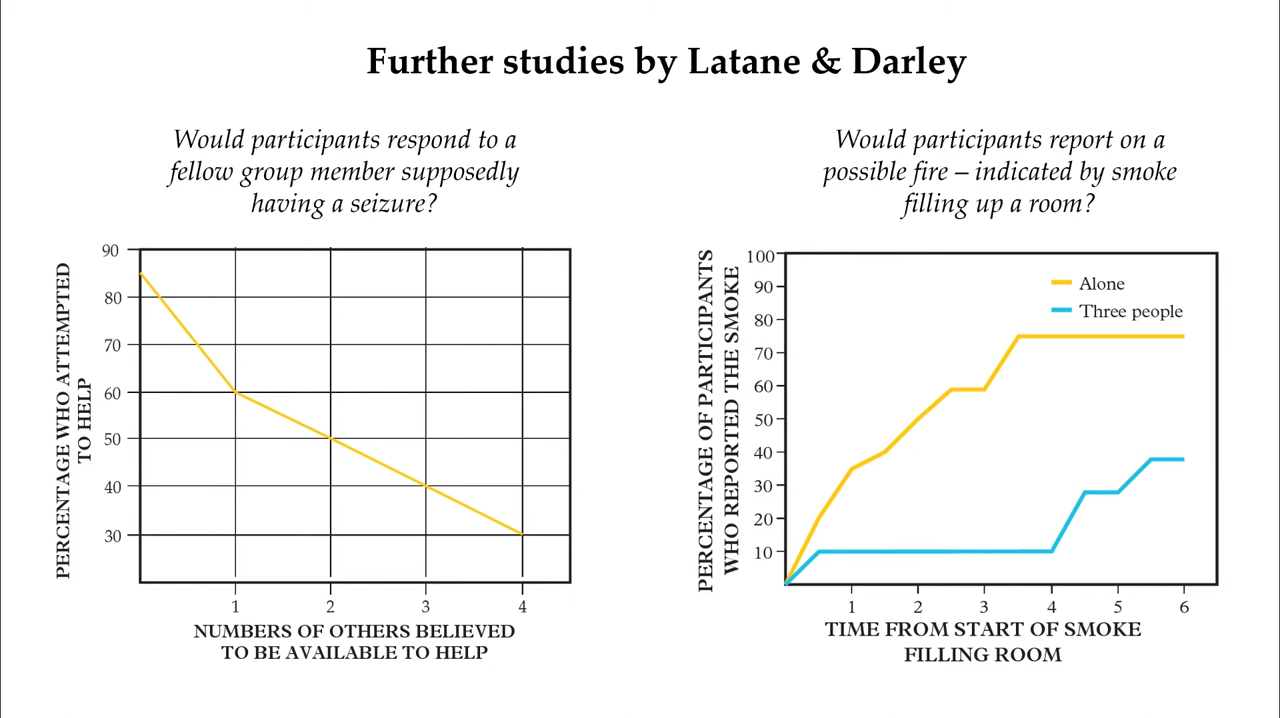 Further studies by Latane & Darley
Would participants respond to a
fellow group member supposedly
having a seizure?
PERCENTAGE WHO ATTEMPTED
TO HELP
90
80
70
60
50
40
30
1 2 3 4
NUMBERS OF OTHERS BELIEVED
TO BE AVAILABLE TO HELP
Would participants report on a
possible fire – indicated by smoke
filling up a room?
PERCENTAGE OF PARTICIPANTS
WHO REPORTED THE SMOKE
100
90
80
70
60
50
40
30
20
10
Alone
Three people
1 2 3 4 5 6
TIME FROM START OF SMOKE
FILLING ROOM